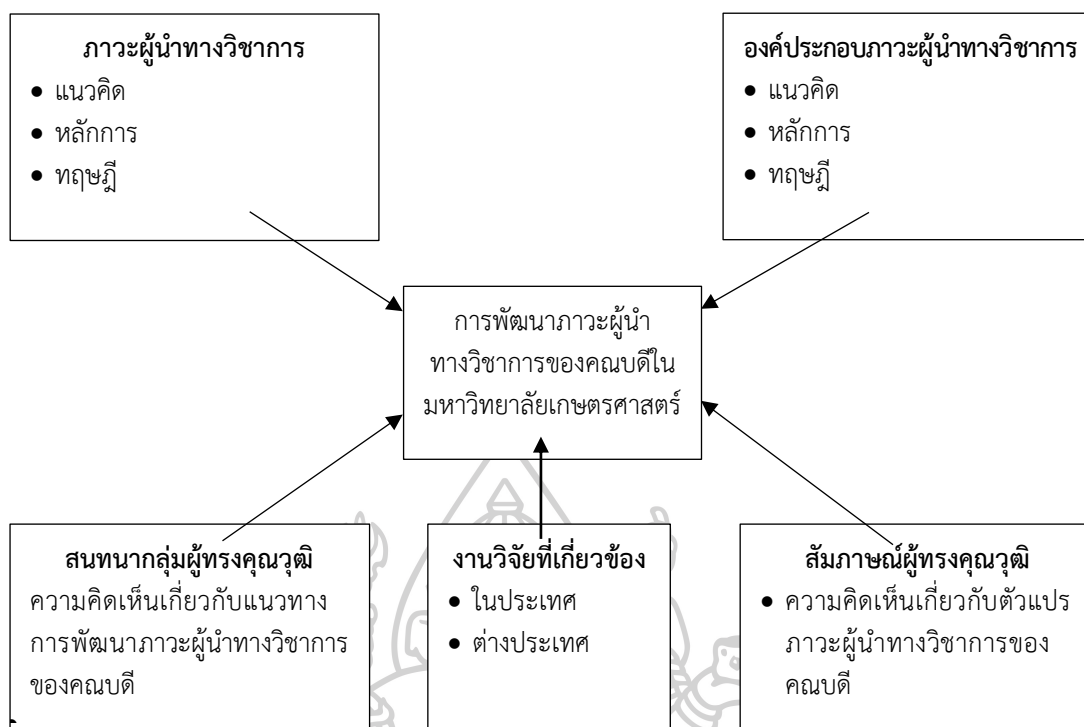 ภาวะผู้นำทางวิชาการ
• แนวคิด
• หลักการ
• ทฤษฎี
องค์ประกอบภาวะผู้นำทางวิชาการ
• แนวคิด
• หลักการ
• ทฤษฎี
การพัฒนาภาวะผู้นำ
ทางวิชาการของคณบดีใน
มหาวิทยาลัยเกษตรศาสตร์
สนทนากลุ่มผู้ทรงคุณวุฒิ
ความคิดเห็นเกี่ยวกับแนวทาง
การพัฒนาภาวะผู้นำทางวิชาการ
ของคณบดี
งานวิจัยที่เกี่ยวข้อง
• ในประเทศ
• ต่างประเทศ
สัมภาษณ์ผู้ทรงคุณวุฒิ
• ความคิดเห็นเกี่ยวกับตัวแปร
ภาวะผู้นำทางวิชาการของ
คณบดี